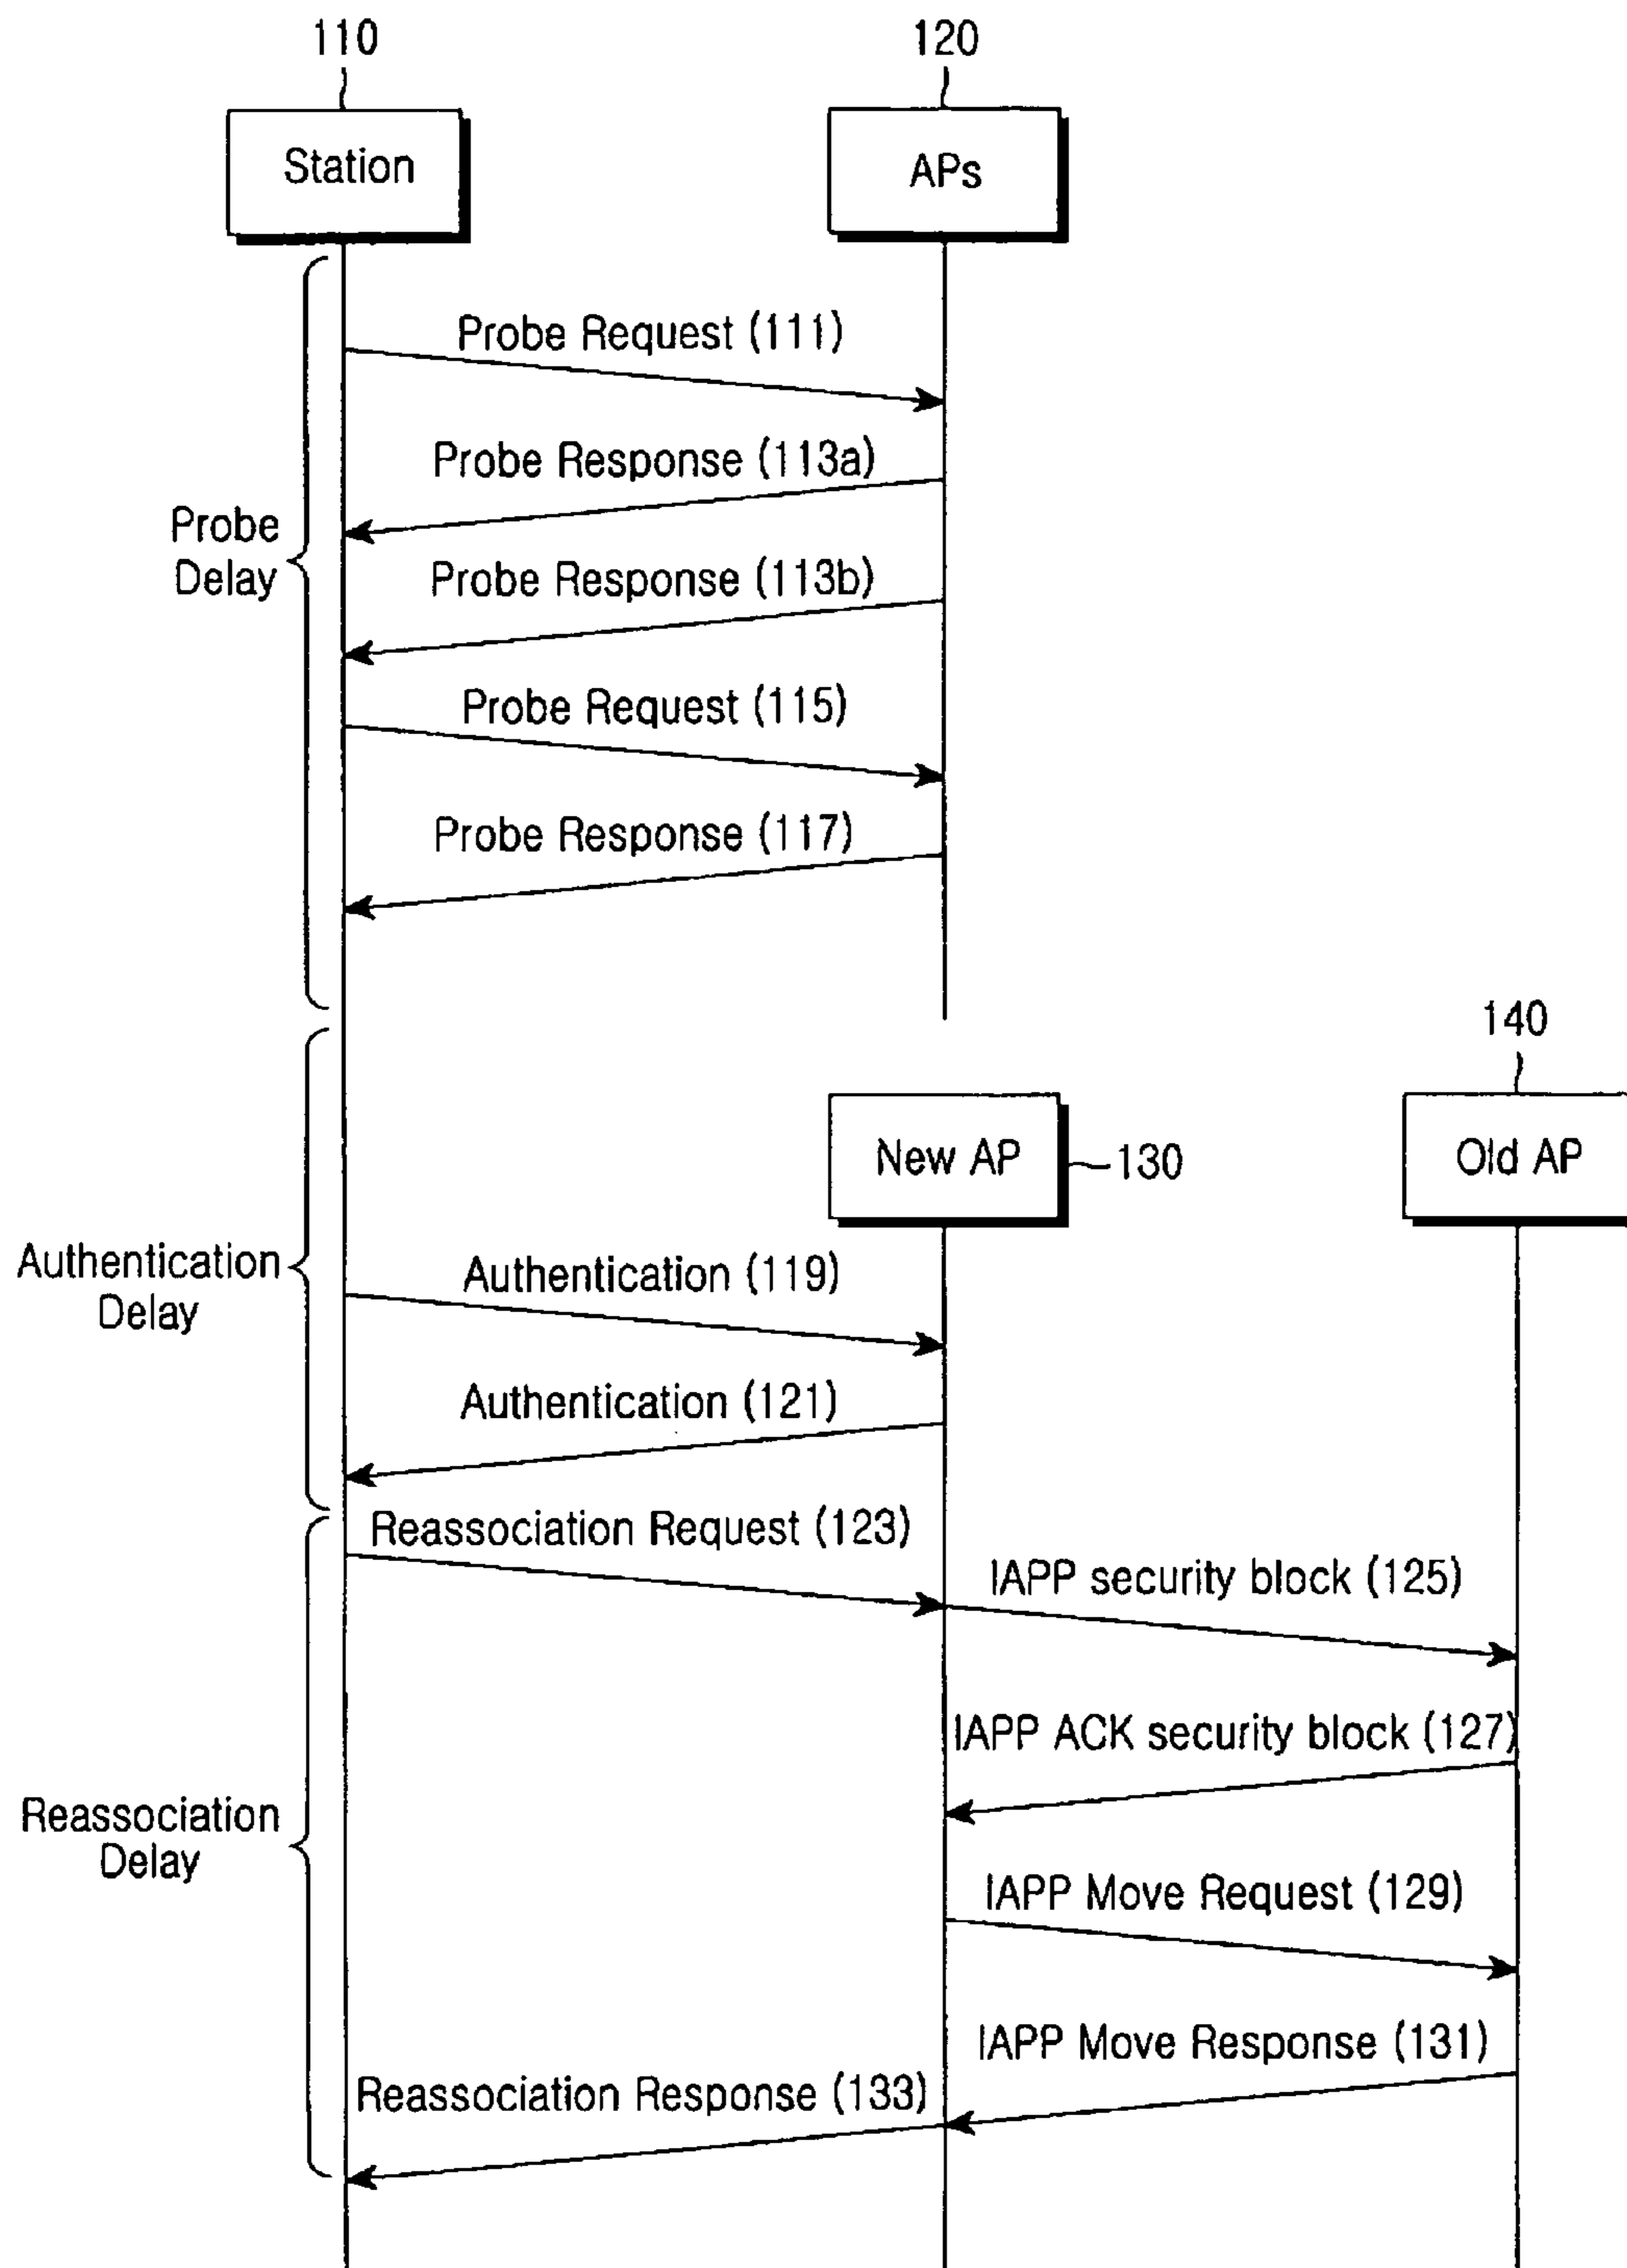 110
120
Station
APs
Probe Request (111)
Probe Response (113a)
Probe
Delay
Probe Response (113b)
Probe Request (115)
Probe Response (117)
140
New AP
130
Old AP
Authentication
Delay
Authentication (119)
Authentication (121)
Reassociation Request (123)
IAPP security block (125)
IAPP ACK security block (127)
Reassociation
Delay
IAPP Move Request (129)
IAPP Move Response (131)
Reassociation Response (133)